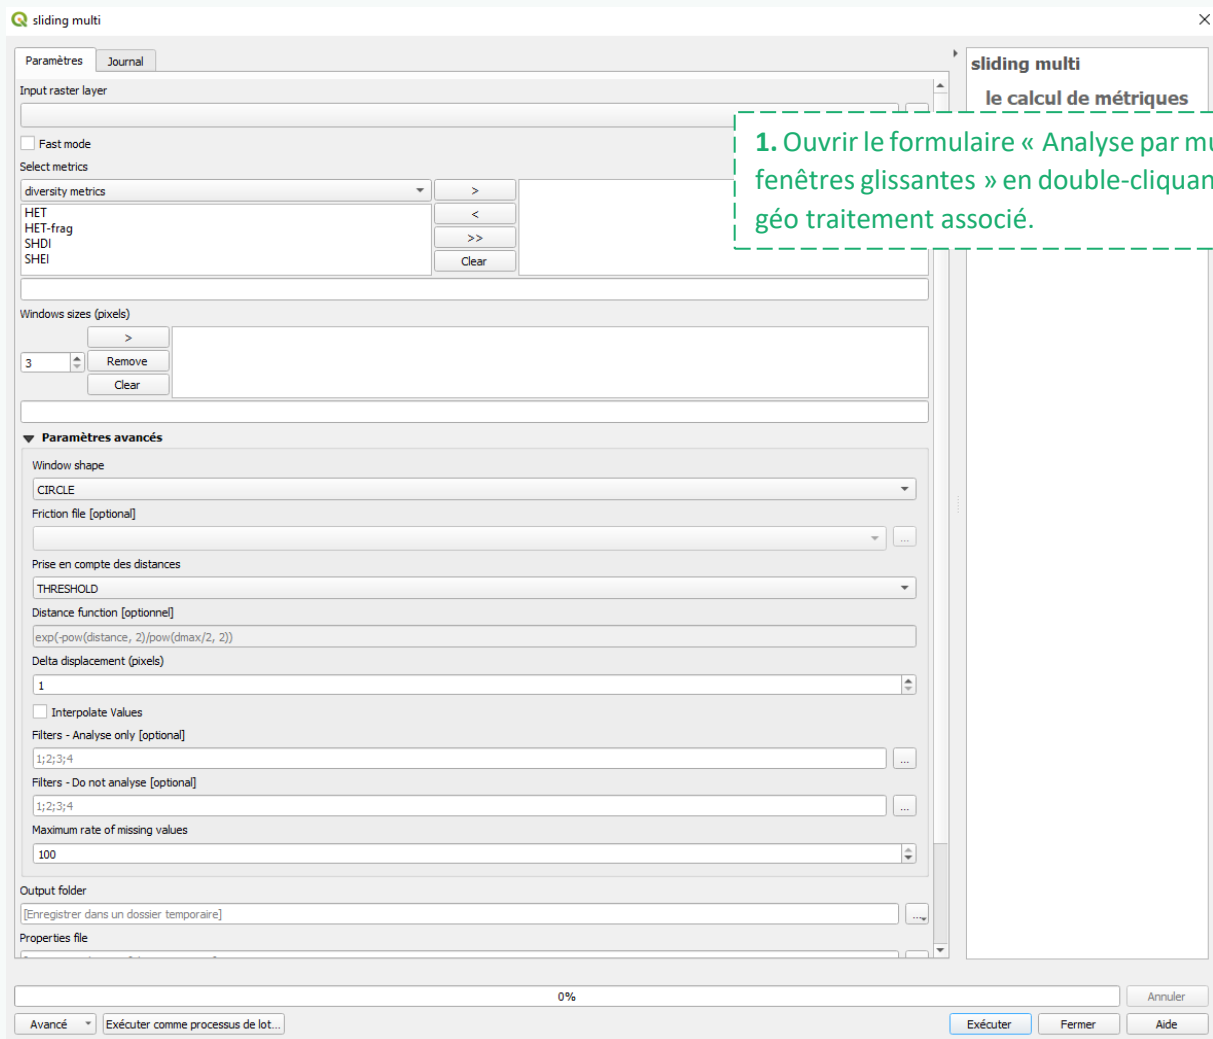 sliding multi
Paramètres
Journal
sliding multi
le calcul de métriques
Input raster layer
1. Ouvrir le formulaire « Analyse par mu
fenêtres glissantes » en double-cliquan
géo traitement associé.
Fast mode
Select metrics
diversity metrics
>
HET
HET-frag
SHDI
SHEI
<
>>
Clear
Windows sizes (pixels)
>
3
Remove
Clear
Paramètres avancés
Window shape
CIRCLE
Friction file [optional]
...
Prise en compte des distances
THRESHOLD
Distance function [optionnel]
exp(-pow(distance, 2)/pow(dmax/2, 2))
Delta displacement (pixels)
1
Interpolate Values
Filters - Analyse only [optional]
1;2;3;4
...
Filters - Do not analyse [optional]
1;2;3;4
...
Maximum rate of missing values
100
Output folder
[Enregistrer dans un dossier temporaire]
...
Properties file
0%
Annuler
Avancé
Exécuter comme processus de lot...
Exécuter
Fermer
Aide